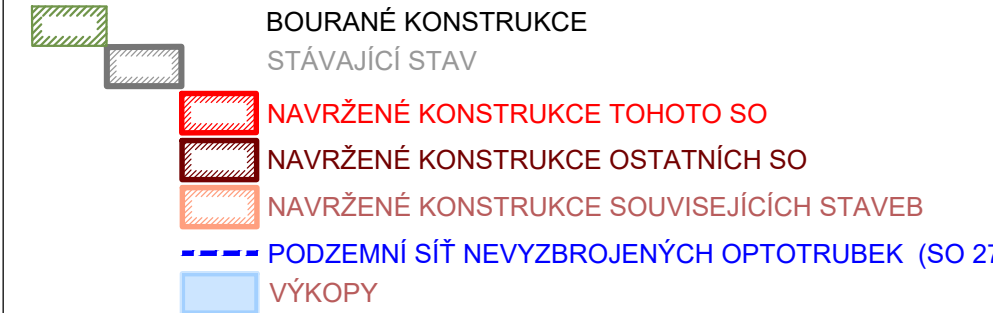 BOURANÉ KONSTRUKCE
STÁVAJÍCÍ STAV
NAVRŽENÉ KONSTRUKCE TOHOTO SO
NAVRŽENÉ KONSTRUKCE OSTATNÍCH SO
NAVRŽENÉ KONSTRUKCE SOUVISEJÍCÍCH STAVEB
PODZEMNÍ SÍŤ NEVYZBROJENÝCH OPTOTRUBEK (SO 27
VÝKOPY